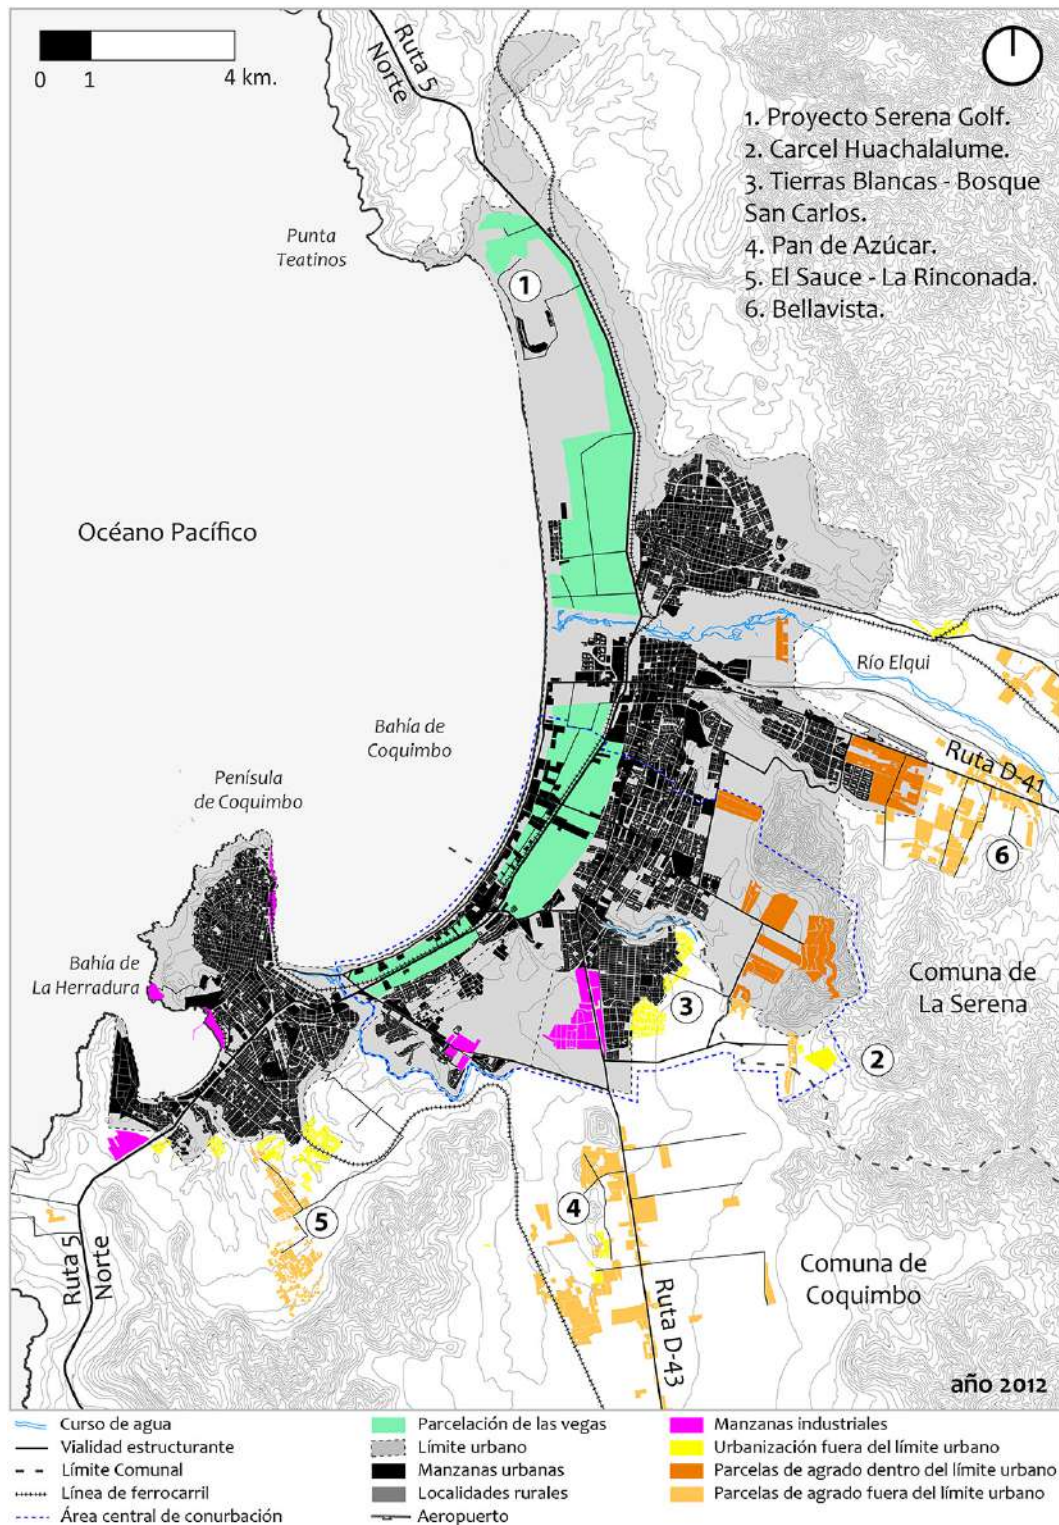 0 1 4 km.
Ruta 5
Norte
1. Proyecto Serena Golf.
2. Carcel Huachalalume.
3. Tierras Blancas - Bosque
San Carlos.
4. Pan de Azúcar.
5. El Sauce - La Rinconada.
6. Bellavista.
Punta
Teatinos
1
Océano Pacífico
Río Elqui
Bahía de
Coquimbo
Penísula
de Coquimbo
Ruta D-41
6
Bahía de
La Herradura
Comuna de
La Serena
3
2
4
5
Ruta 5
Norte
Ruta D-43
Comuna de
Coquimbo
año 2012
Curso de agua
Vialidad estructurante
Límite Comunal
Línea de ferrocarril
Área central de conurbación
Parcelación de las vegas
Límite urbano
Manzanas urbanas
Localidades rurales
Aeropuerto
Manzanas industriales
Urbanización fuera del límite urbano
Parcelas de agrado dentro del límite urbano
Parcelas de agrado fuera del límite urbano